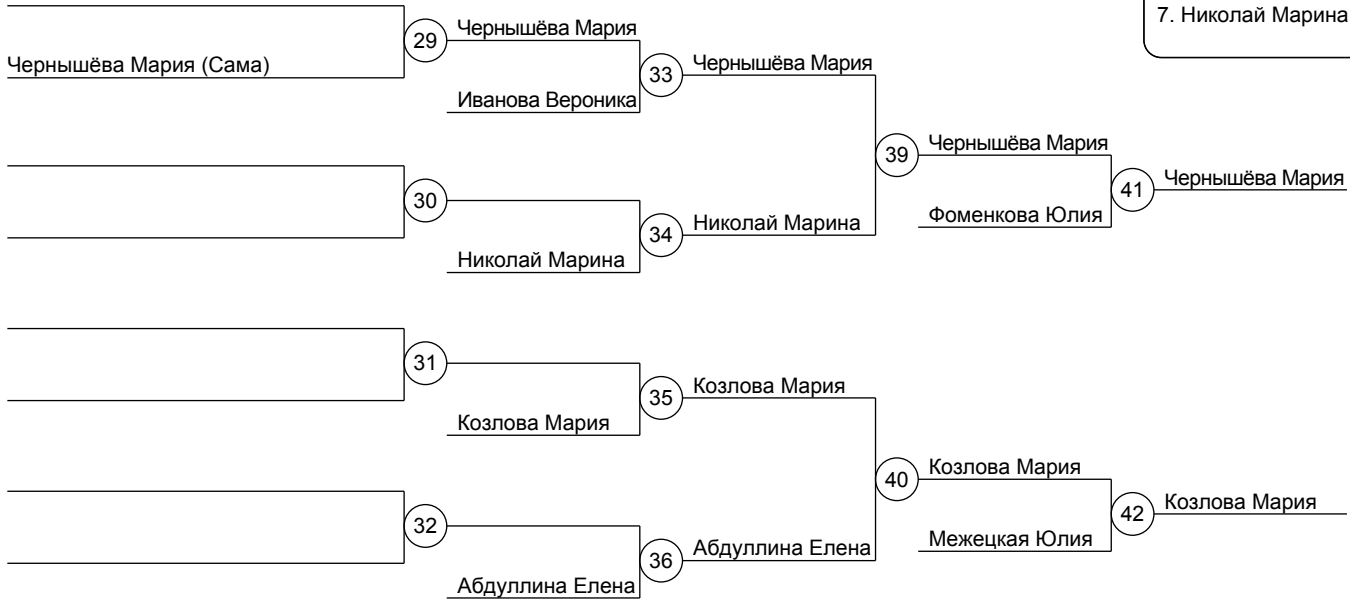 7. Николай Марина
29
Чернышёва Мария
Чернышёва Мария (Сама)
33
Чернышёва Мария
Иванова Вероника
39
Чернышёва Мария
41
Чернышёва Мария
30
34
Николай Марина
Фоменкова Юлия
Николай Марина
31
35
Козлова Мария
Козлова Мария
40
Козлова Мария
42
Козлова Мария
32
36
Абдуллина Елена
Межецкая Юлия
Абдуллина Елена